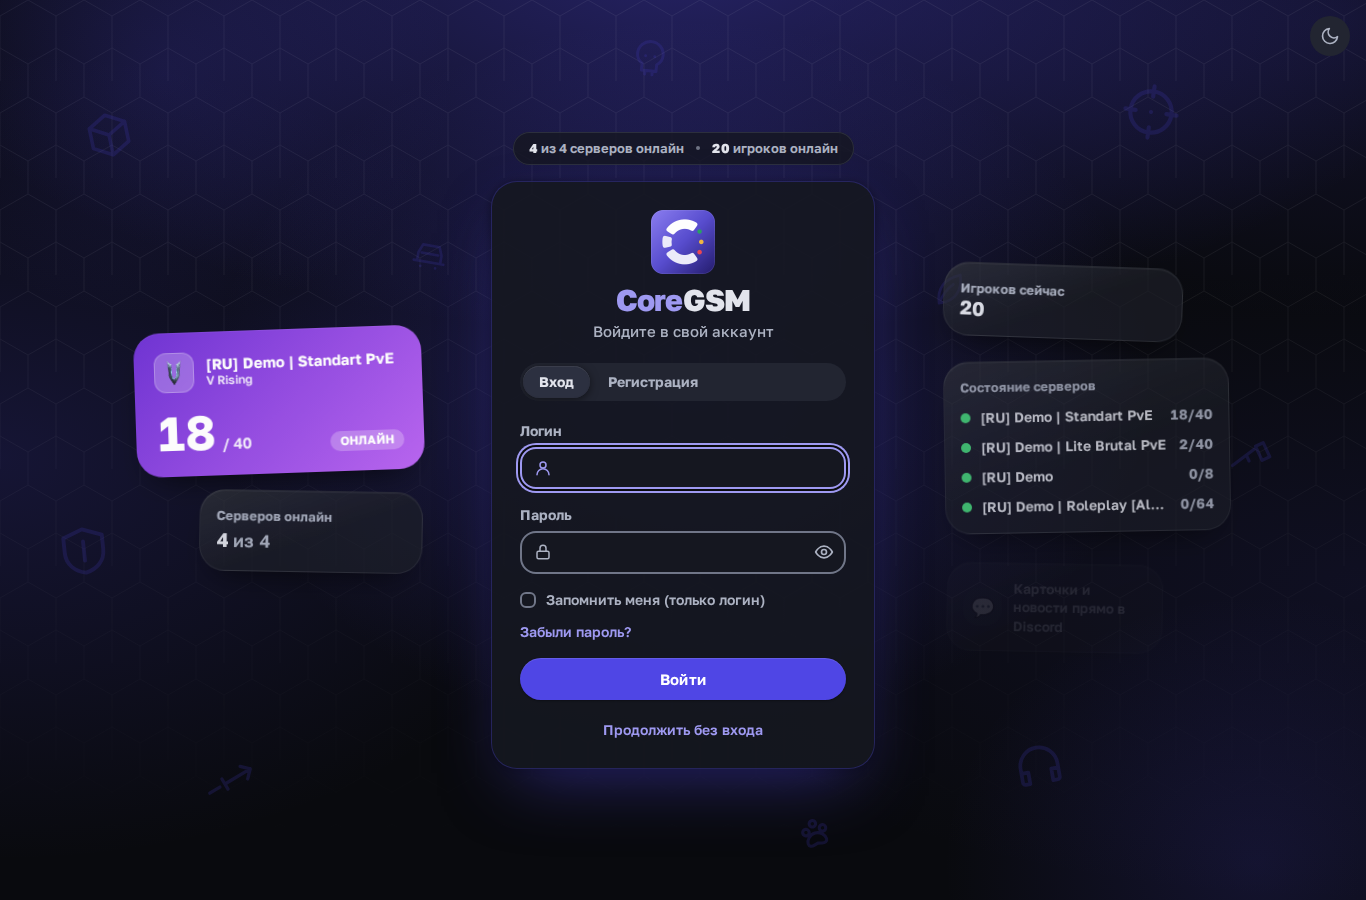 4 из 4 серверов онлайн • 20 игроков онлайн
CoreGSM
Войдите в свой аккаунт
Вход
Регистрация
Логин
Пароль
Запомнить меня (только логин)
Забыли пароль?
Войти
Продолжить без входа
[RU] Demo | Standart PvE
V Rising
18 / 40
ОНЛАЙН
Серверов онлайн
4 из 4
Игроков сейчас
20
Состояние серверов
[RU] Demo | Standart PvE 18/40
[RU] Demo | Lite Brutal PvE 2/40
[RU] Demo 0/8
[RU] Demo | Roleplay [Al... 0/64
Карточки и
новости прямо в
Discord